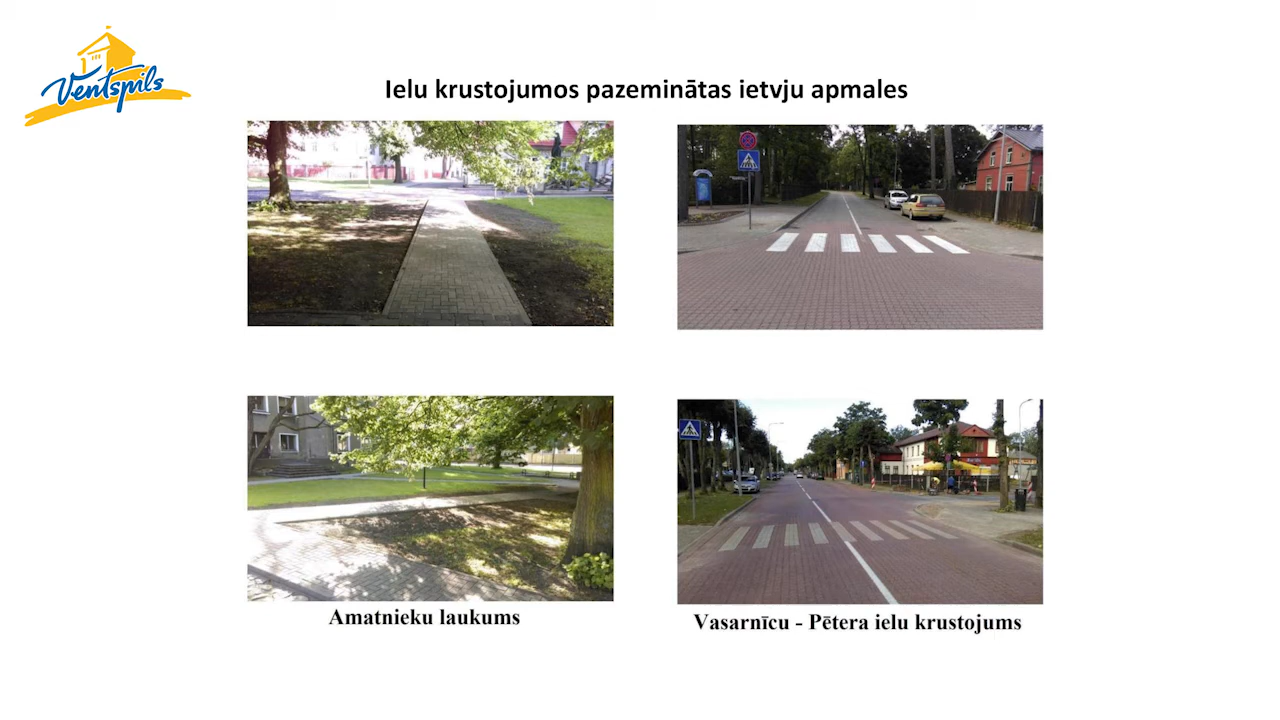 Ventspils
Ielu krustojumos pazeminātas ietvju apmales
Amatnieku laukums
Vasarnīcu - Pētera ielu krustojums